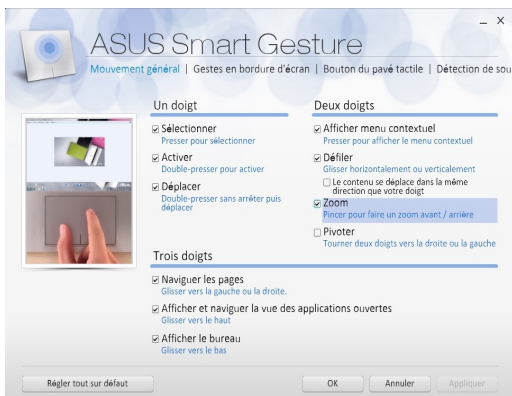 ASUS Smart Gesture
Mouvement général | Gestes en bordure d'écran | Bouton du pavé tactile | Détection de sou
Un doigt
Sélectionner
Presser pour sélectionner
Activer
Double-presser pour activer
Déplacer
Double-presser sans arrêter puis
déplacer
Deux doigts
Afficher menu contextuel
Presser pour afficher le menu contextuel
Défiler
Glisser horizontalement ou verticalement
Le contenu se déplace dans la même
direction que votre doigt
Zoom
Pincer pour faire un zoom avant / arrière
Pivoter
Tourner deux doigts vers la droite ou la gauche
Trois doigts
Naviguer les pages
Glisser vers la gauche ou la droite.
Afficher et naviguer la vue des applications ouvertes
Glisser vers le haut
Afficher le bureau
Glisser vers le bas
Régler tout sur défaut
OK
Annuler
Appliquer